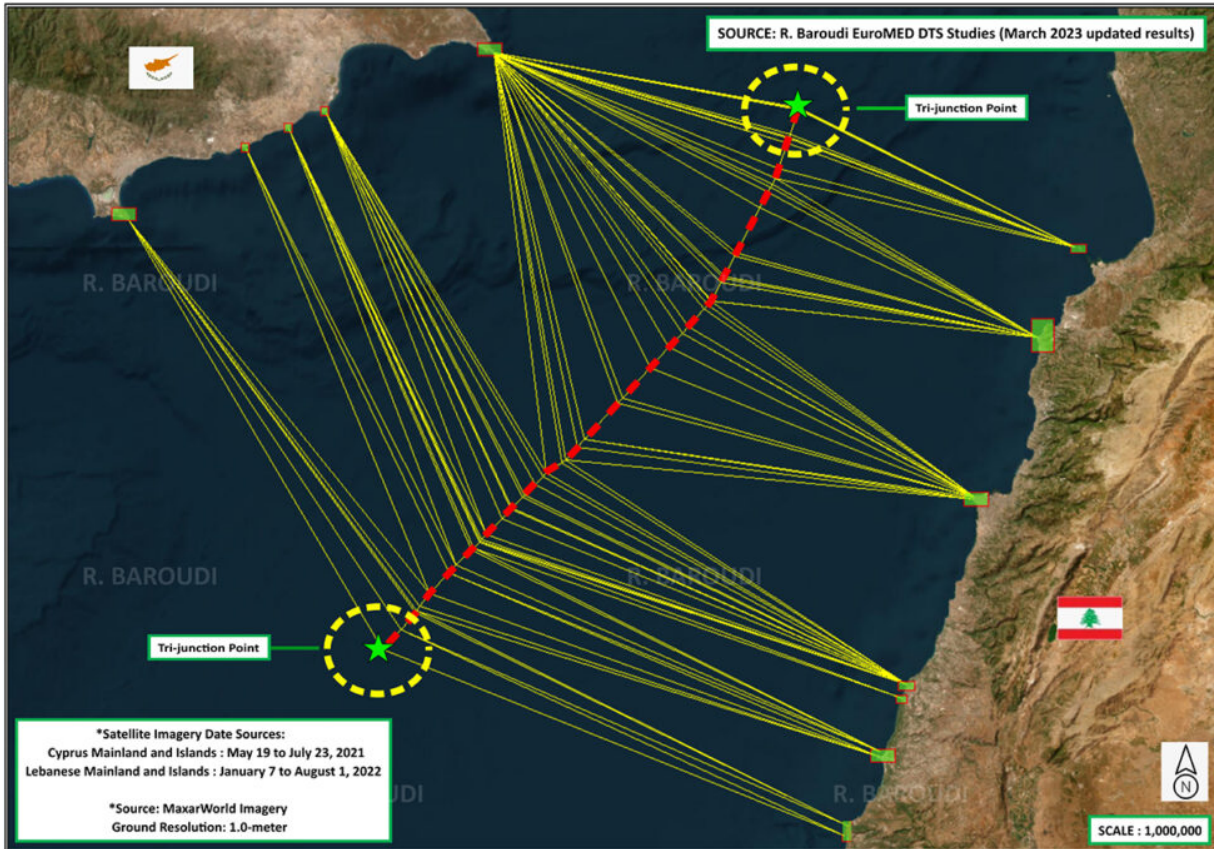 SOURCE: R. Baroudi EuroMED DTS Studies (March 2023 updated results)
Tri-junction Point
R. BAROUDI
R. BAROUDI
R. BAROUDI
R. BAROUDI
Tri-junction Point
*Satellite Imagery Date Sources:
Cyprus Mainland and Islands : May 19 to July 23, 2021
Lebanese Mainland and Islands : January 7 to August 1, 2022
*Source: MaxarWorld Imagery
Ground Resolution: 1.0-meter
R. BAROUDI
N
SCALE : 1,000,000